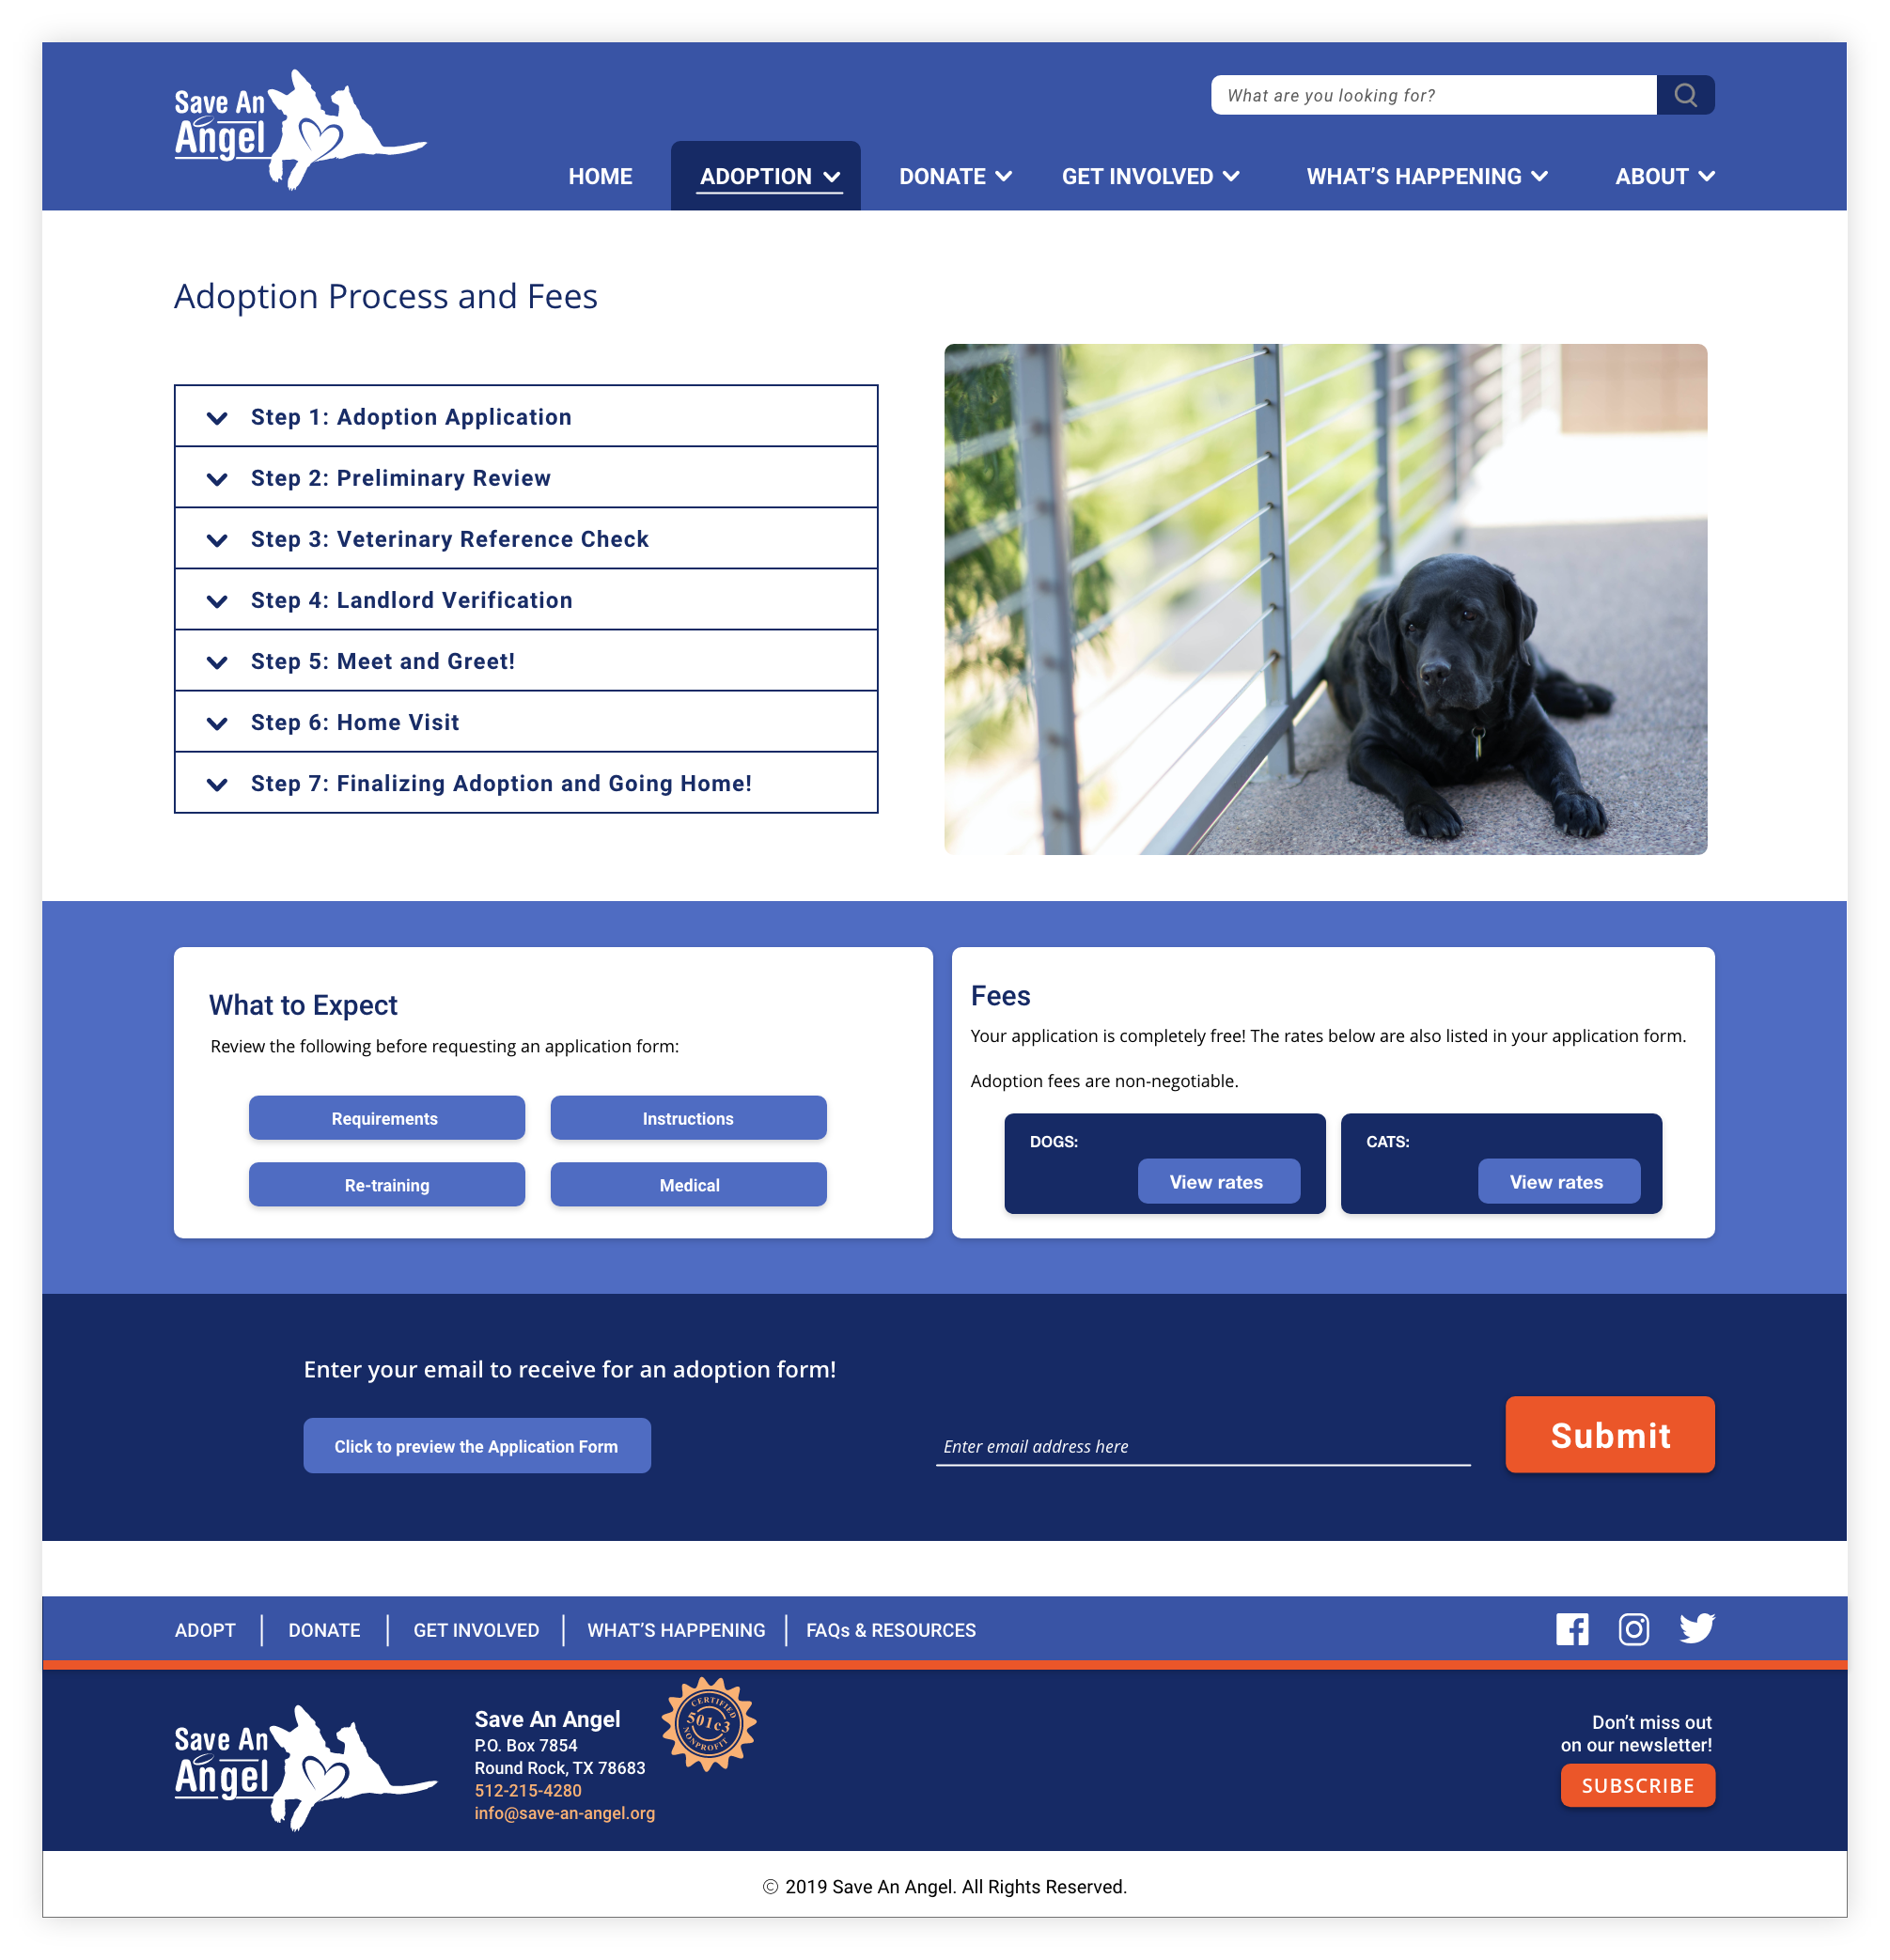 Save An
Angel
What are you looking for?
HOME
ADOPTION
DONATE
GET INVOLVED
WHAT'S HAPPENING
ABOUT
Adoption Process and Fees
Step 1: Adoption Application
Step 2: Preliminary Review
Step 3: Veterinary Reference Check
Step 4: Landlord Verification
Step 5: Meet and Greet!
Step 6: Home Visit
Step 7: Finalizing Adoption and Going Home!
What to Expect
Review the following before requesting an application form:
Requirements
Instructions
Re-training
Medical
Fees
Your application is completely free! The rates below are also listed in your application form.
Adoption fees are non-negotiable.
DOGS:
View rates
CATS:
View rates
Enter your email to receive for an adoption form!
Click to preview the Application Form
Enter email address here
Submit
ADOPT
DONATE
GET INVOLVED
WHAT'S HAPPENING
FAQs & RESOURCES
Save An
Angel
Save An Angel
P.O. Box 7854
Round Rock, TX 78683
512-215-4280
info@save-an-angel.org
CERTIFIED
501c3
NONPROFIT
Don't miss out
on our newsletter!
SUBSCRIBE
© 2019 Save An Angel. All Rights Reserved.